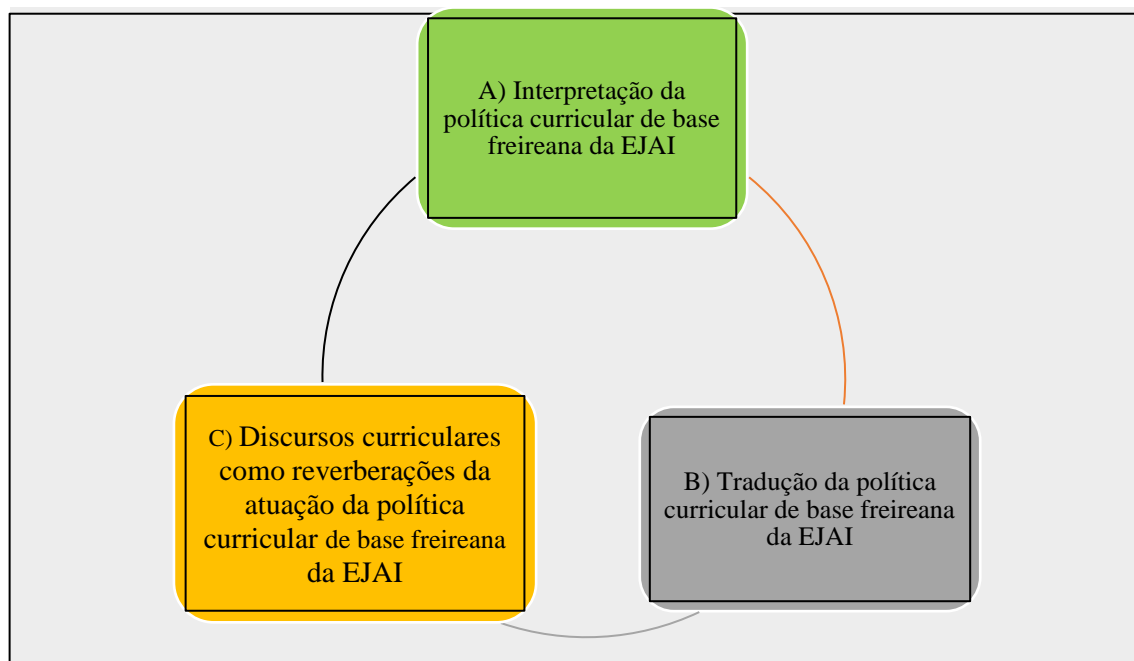 A) Interpretação da
política curricular de base
freireana da EJAI
C) Discursos curriculares
como reverberações da
atuação da política
curricular de base freireana
da EJAI
B) Tradução da política
curricular de base freireana
da EJAI